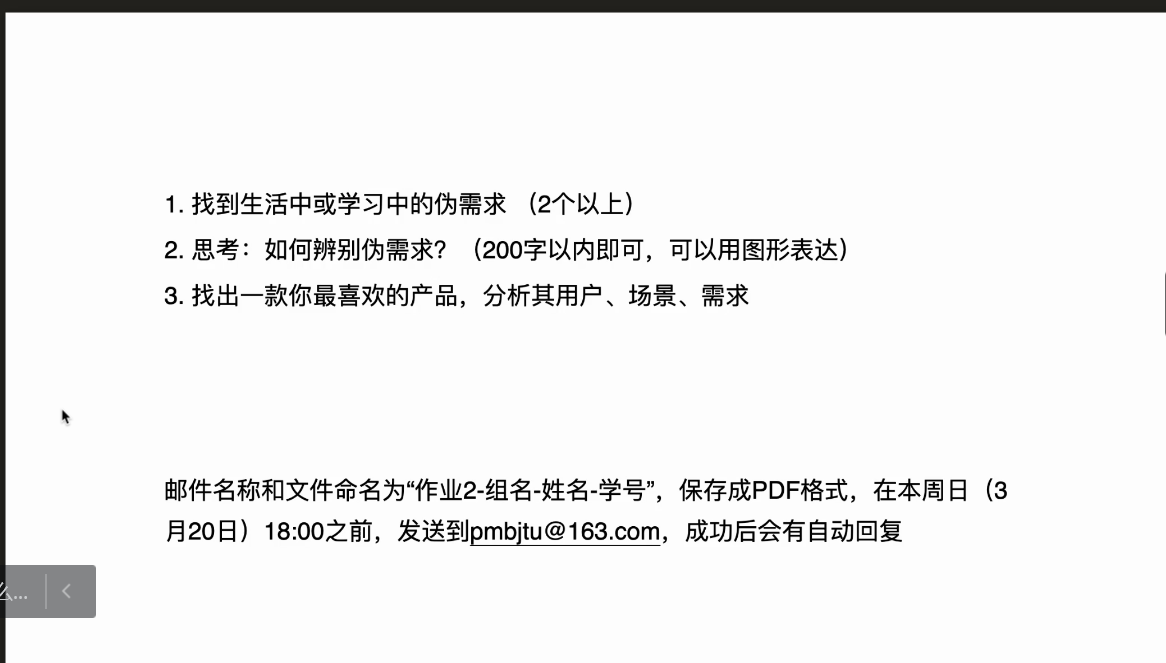 1. 找到生活中或学习中的伪需求 （2个以上）
2. 思考：如何辨别伪需求？（200字以内即可，可以用图形表达）
3. 找出一款你最喜欢的产品，分析其用户、场景、需求
邮件名称和文件命名为“作业2-组名-姓名-学号”，保存成PDF格式，在本周日（3
月20日）18:00之前，发送到pmbjtu@163.com，成功后会有自动回复
么...